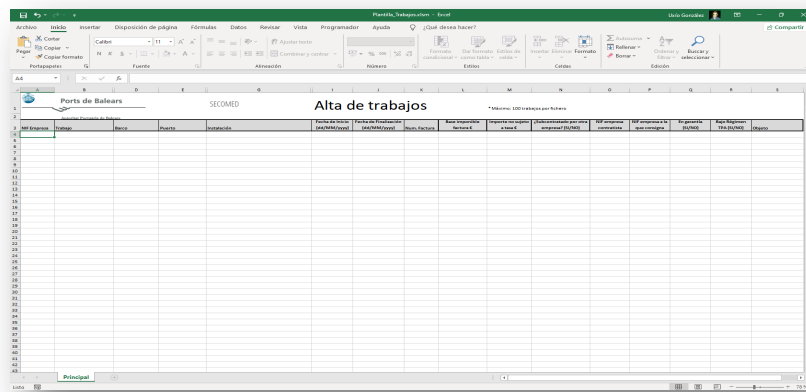 Plantilla_Trabajos.xlsm - Excel
Archivo Inicio Insertar Disposición de página Fórmulas Datos Revisar Vista Programador Ayuda ¿Qué desea hacer? Compartir
Pegar
Cortar
Copiar
Copiar formato
Calibri 11
Ajustar texto
Combinar y centrar
Formato condicional
Dar formato como tabla
Estilos de celda
Insertar Eliminar Formato
Autosuma
Rellenar
Borrar
Ordenar y filtrar
Buscar y seleccionar
Portapapeles Fuente Alineación Número Estilos Celdas Edición
A4
Ports de Balears SECOMED Alta de trabajos * Máximo: 100 trabajos por fichero
NIF Empresa
Trabajo
Barco
Puerto
Instalación
Fecha de Inicio (dd/MM/yyyy)
Fecha de Finalización (dd/MM/yyyy)
Num. Factura
Base imponible factura €
Importe no sujeto a tasa €
¿Subcontratado por otra empresa? (SI/NO)
NIF empresa contratista
NIF empresa a la que consigna
En garantía (SI/NO)
Bajo Régimen TPA (SI/NO)
Objeto
Principal
Listo